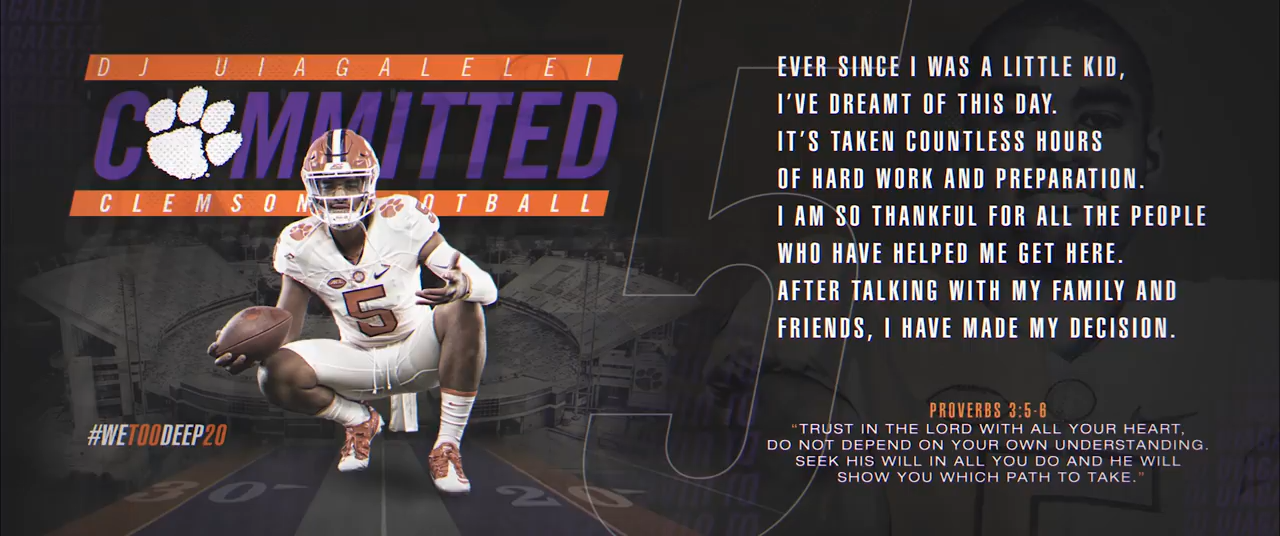 DJ UIAGALELEI
COMMITTED
CLEMSON FOOTBALL
5
#WETOODEEP20
30
20
5
EVER SINCE I WAS A LITTLE KID,
I'VE DREAMT OF THIS DAY.
IT'S TAKEN COUNTLESS HOURS
OF HARD WORK AND PREPARATION.
I AM SO THANKFUL FOR ALL THE PEOPLE
WHO HAVE HELPED ME GET HERE.
AFTER TALKING WITH MY FAMILY AND
FRIENDS, I HAVE MADE MY DECISION.
PROVERBS 3:5-6
"TRUST IN THE LORD WITH ALL YOUR HEART,
DO NOT DEPEND ON YOUR OWN UNDERSTANDING.
SEEK HIS WILL IN ALL YOU DO AND HE WILL
SHOW YOU WHICH PATH TO TAKE."